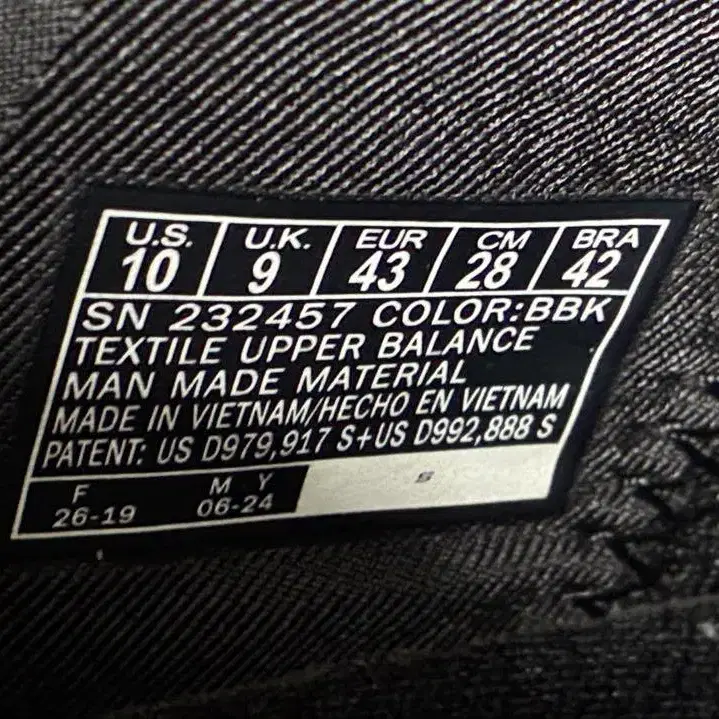 U.S. U.K. EUR CM BRA
10 9 43 28 42
SN 232457 COLOR:BBK
TEXTILE UPPER BALANCE
MAN MADE MATERIAL
MADE IN VIETNAM/HECHO EN VIETNAM
PATENT: US D979,917 S+US D992,888 S
F M Y
26-19 06-24
S